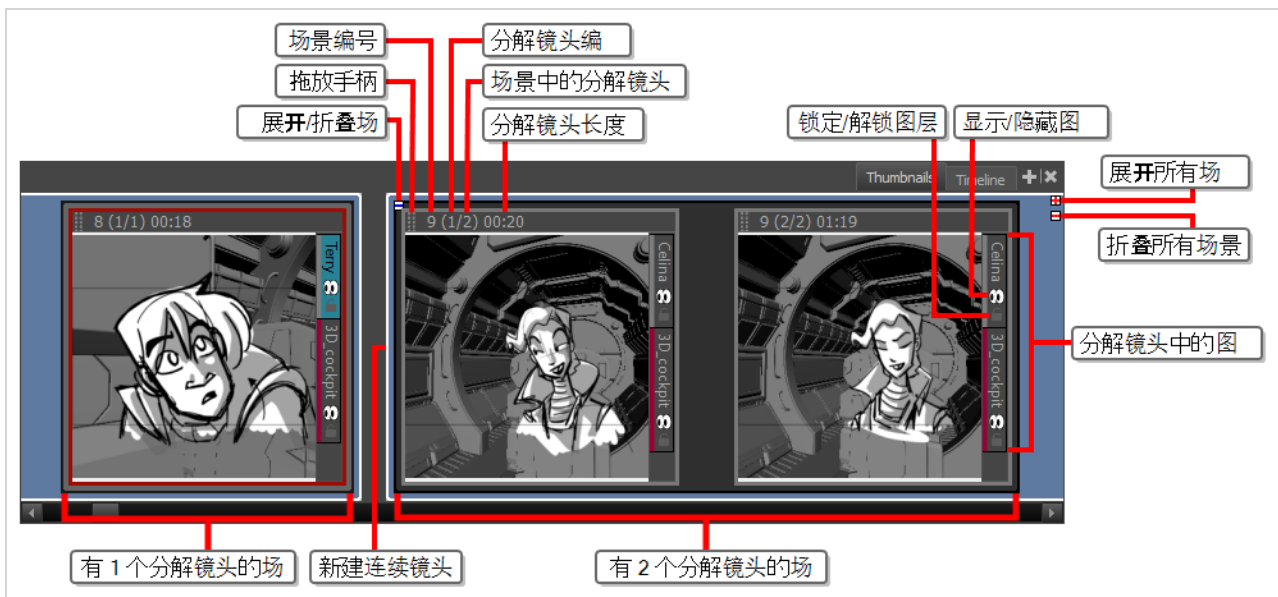 场景编号
分解镜头编
拖放手柄
场景中的分解镜头
展开/折叠场
分解镜头长度
锁定/解锁图层
显示/隐藏图
Thumbnails
Timeline
展开所有场
8 (1/1) 00:18
9 (1/2) 00:20
9 (2/2) 01:19
折叠所有场景
Terry
3D_cockpit
Celina
3D_cockpit
Celina
3D_cockpit
分解镜头中的图
有 1 个分解镜头的场
新建连续镜头
有 2 个分解镜头的场